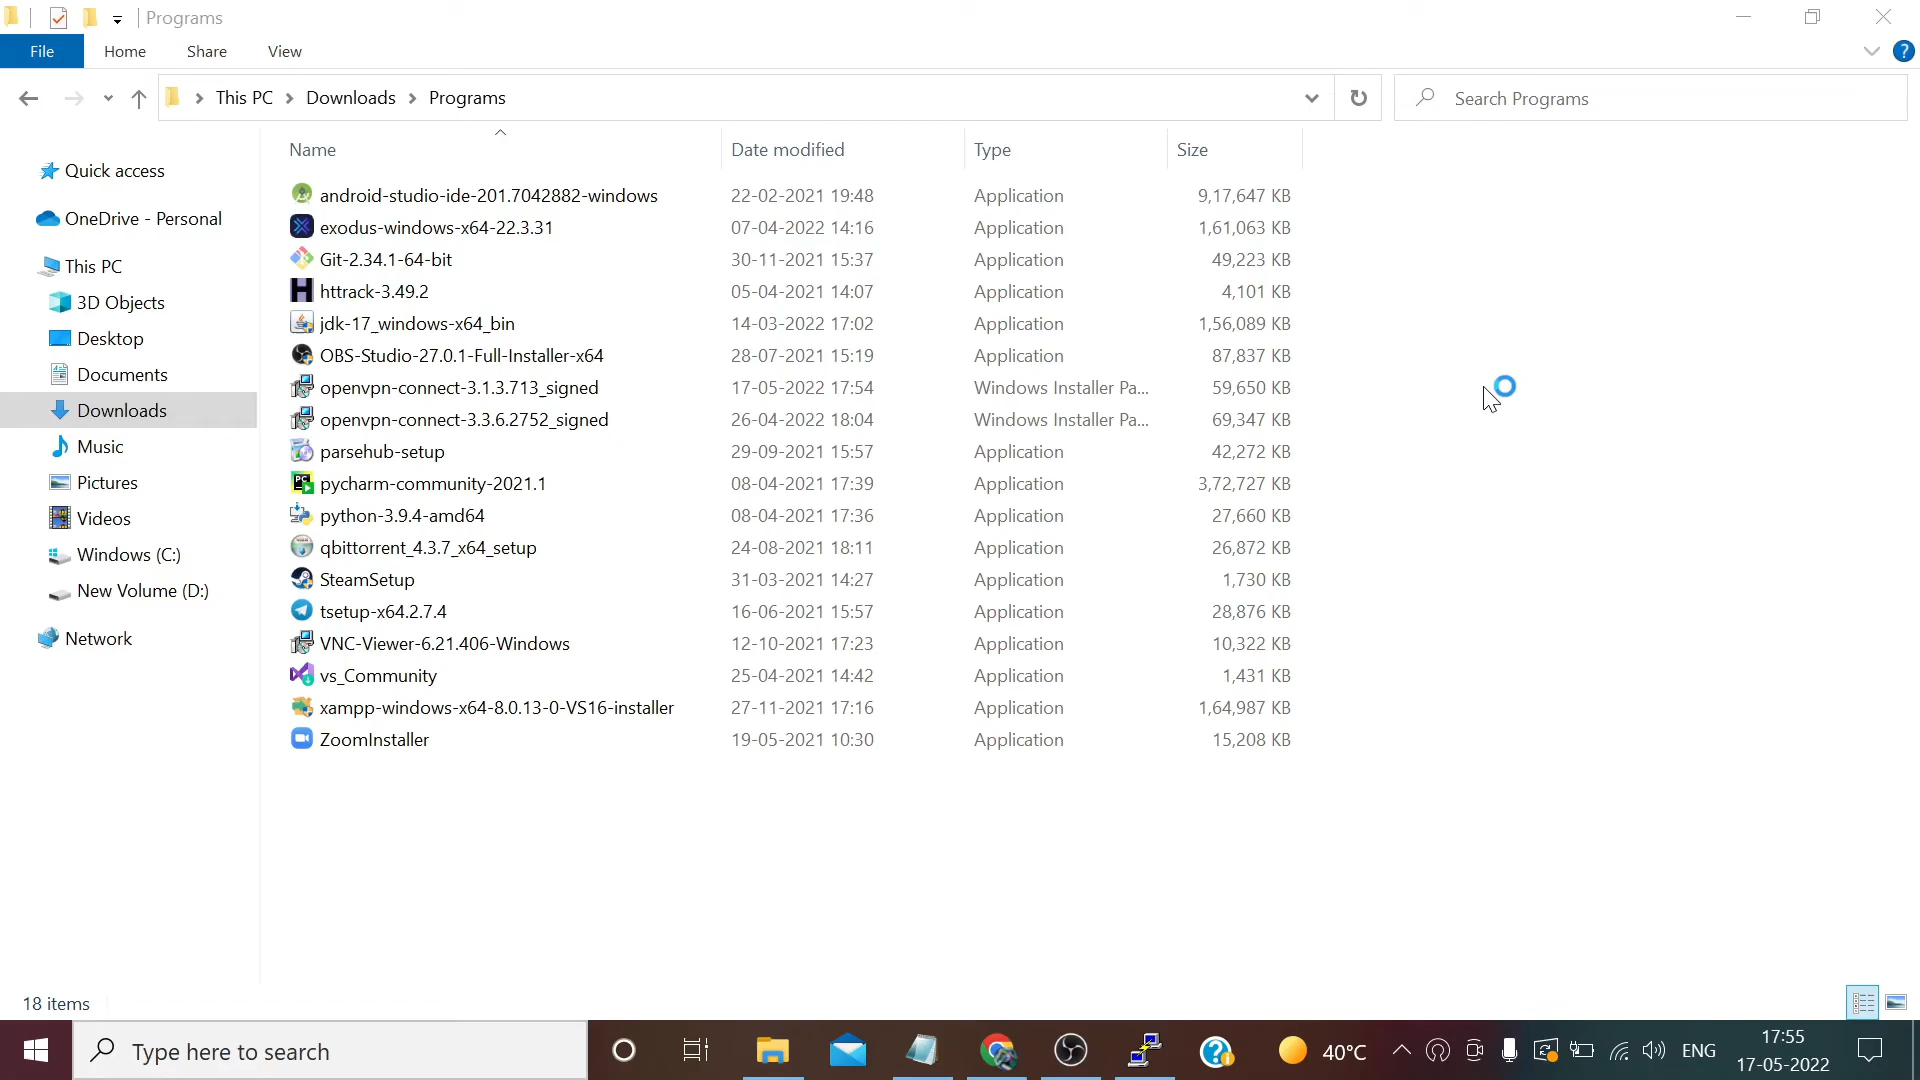 Programs
File Home Share View
This PC Downloads Programs
Search Programs
Name Date modified Type Size
Quick access
OneDrive - Personal
This PC
3D Objects
Desktop
Documents
Downloads
Music
Pictures
Videos
Windows (C:)
New Volume (D:)
Network
android-studio-ide-201.7042882-windows 22-02-2021 19:48 Application 9,17,647 KB
exodus-windows-x64-22.3.31 07-04-2022 14:16 Application 1,61,063 KB
Git-2.34.1-64-bit 30-11-2021 15:37 Application 49,223 KB
httrack-3.49.2 05-04-2021 14:07 Application 4,101 KB
jdk-17_windows-x64_bin 14-03-2022 17:02 Application 1,56,089 KB
OBS-Studio-27.0.1-Full-Installer-x64 28-07-2021 15:19 Application 87,837 KB
openvpn-connect-3.1.3.713_signed 17-05-2022 17:54 Windows Installer Pa... 59,650 KB
openvpn-connect-3.3.6.2752_signed 26-04-2022 18:04 Windows Installer Pa... 69,347 KB
parsehub-setup 29-09-2021 15:57 Application 42,272 KB
pycharm-community-2021.1 08-04-2021 17:39 Application 3,72,727 KB
python-3.9.4-amd64 08-04-2021 17:36 Application 27,660 KB
qbittorrent_4.3.7_x64_setup 24-08-2021 18:11 Application 26,872 KB
SteamSetup 31-03-2021 14:27 Application 1,730 KB
tsetup-x64.2.7.4 16-06-2021 15:57 Application 28,876 KB
VNC-Viewer-6.21.406-Windows 12-10-2021 17:23 Application 10,322 KB
vs_Community 25-04-2021 14:42 Application 1,431 KB
xampp-windows-x64-8.0.13-0-VS16-installer 27-11-2021 17:16 Application 1,64,987 KB
ZoomInstaller 19-05-2021 10:30 Application 15,208 KB
18 items
Type here to search
40°C
ENG
17:55
17-05-2022